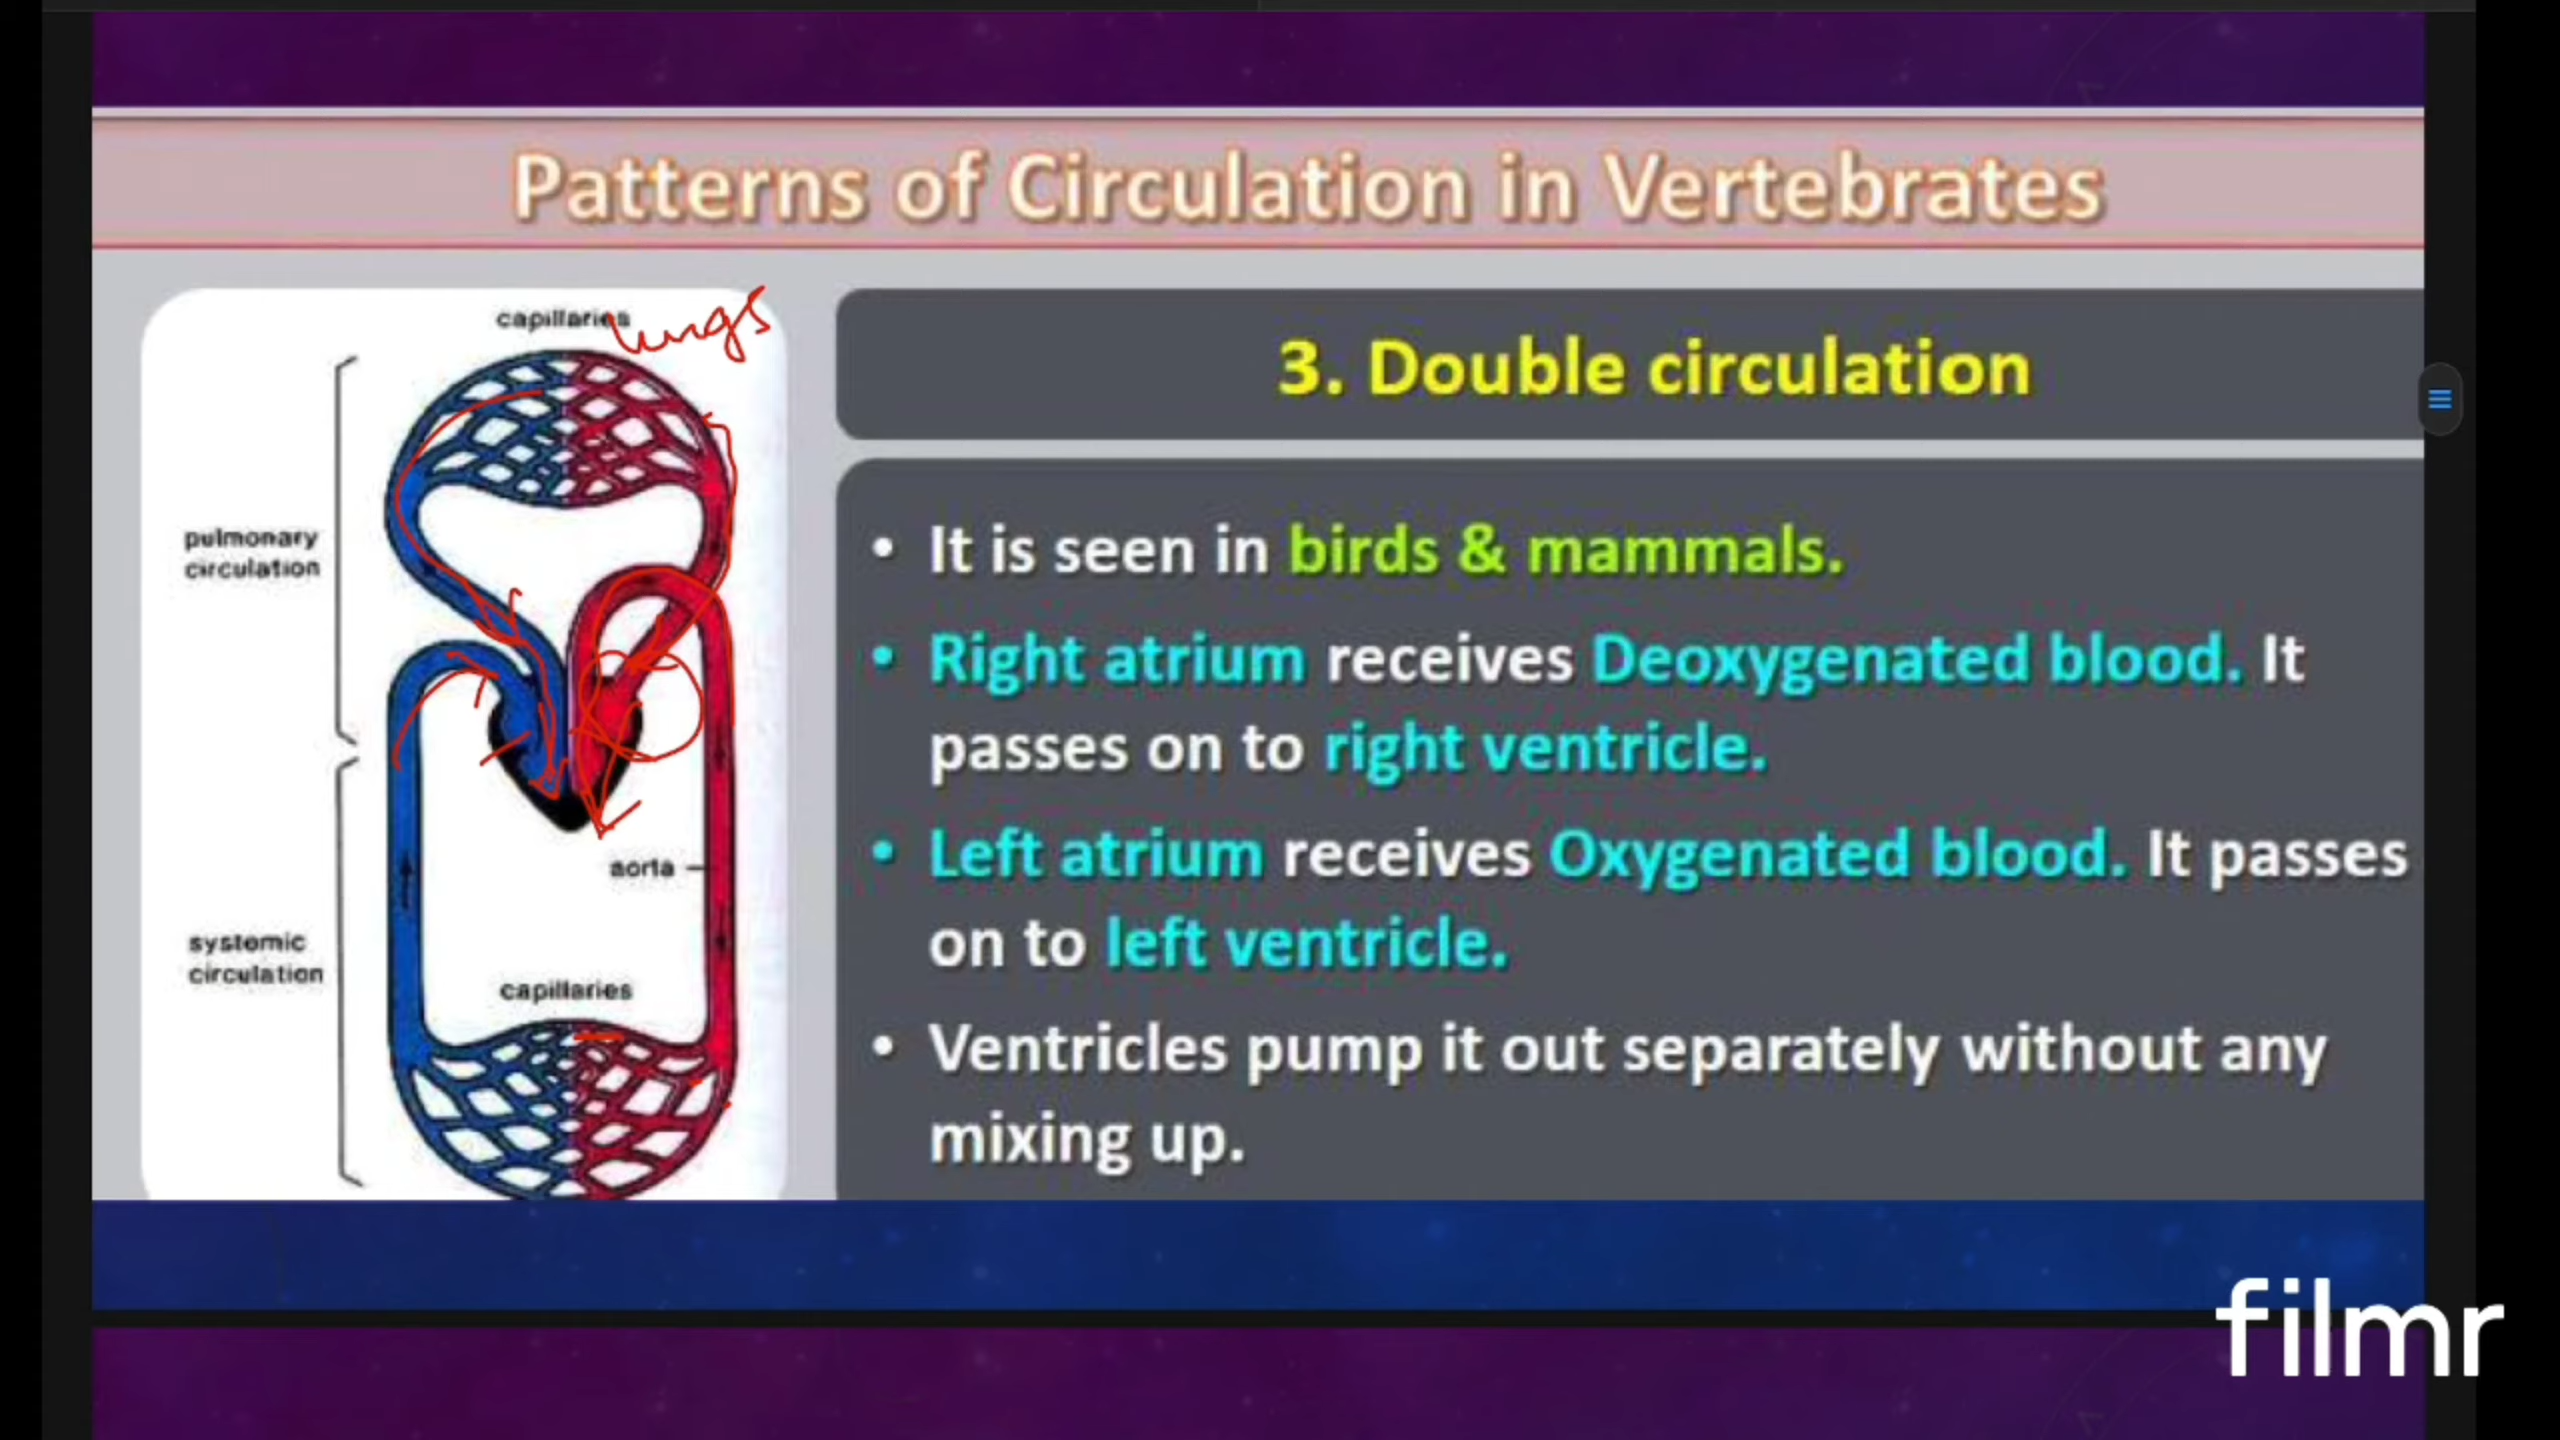 Patterns of Circulation in Vertebrates
capillaries
lungs
pulmonary
circulation
aorta
systemic
circulation
capillaries
3. Double circulation
• It is seen in birds & mammals.
• Right atrium receives Deoxygenated blood. It
passes on to right ventricle.
• Left atrium receives Oxygenated blood. It passes
on to left ventricle.
• Ventricles pump it out separately without any
mixing up.
filmr